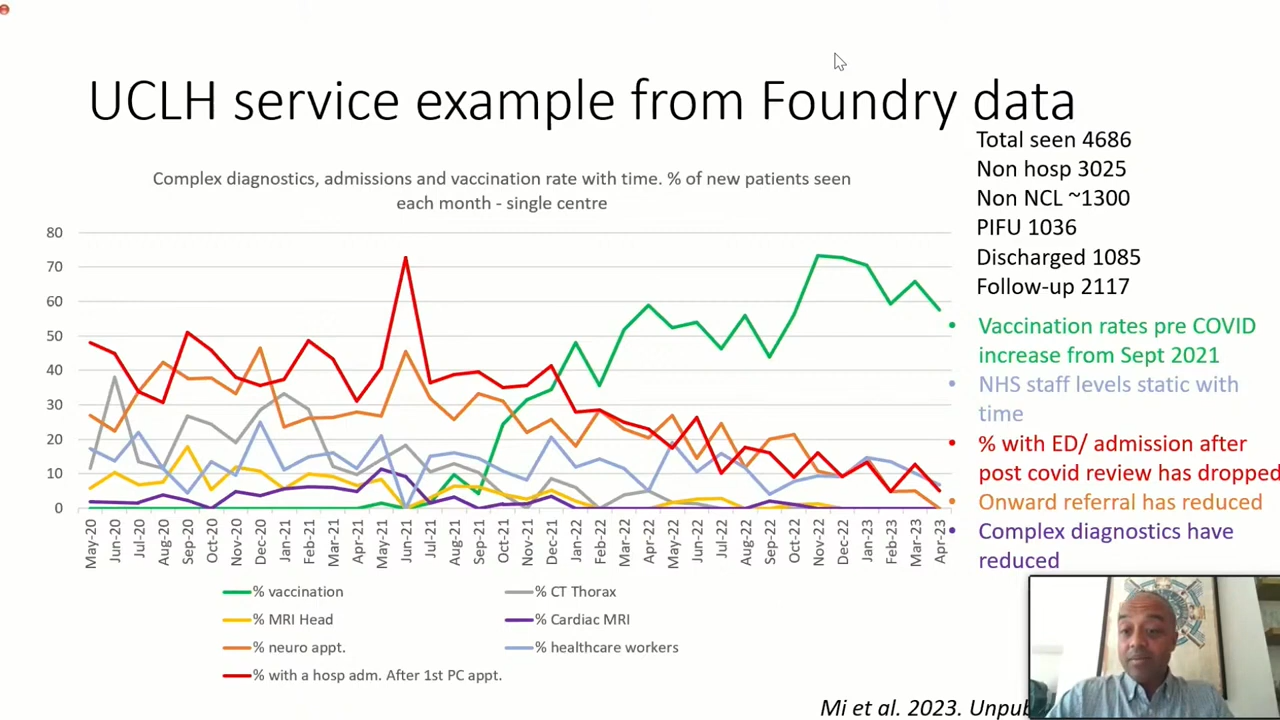 UCLH service example from Foundry data
Total seen 4686
Non hosp 3025
Non NCL ~1300
PIFU 1036
Discharged 1085
Follow-up 2117
Complex diagnostics, admissions and vaccination rate with time. % of new patients seen
each month - single centre
80
70
60
50
40
30
20
10
0
May-20
Jun-20
Jul-20
Aug-20
Sep-20
Oct-20
Nov-20
Dec-20
Jan-21
Feb-21
Mar-21
Apr-21
May-21
Jun-21
Jul-21
Aug-21
Sep-21
Oct-21
Nov-21
Dec-21
Jan-22
Feb-22
Mar-22
Apr-22
May-22
Jun-22
Jul-22
Aug-22
Sep-22
Oct-22
Nov-22
Dec-22
Jan-23
Feb-23
Mar-23
Apr-23
% vaccination
% CT Thorax
% MRI Head
% Cardiac MRI
% neuro appt.
% healthcare workers
% with a hosp adm. After 1st PC appt.
• Vaccination rates pre COVID
increase from Sept 2021
• NHS staff levels static with
time
• % with ED/ admission after
post covid review has dropped
• Onward referral has reduced
• Complex diagnostics have
reduced
Mi et al. 2023.